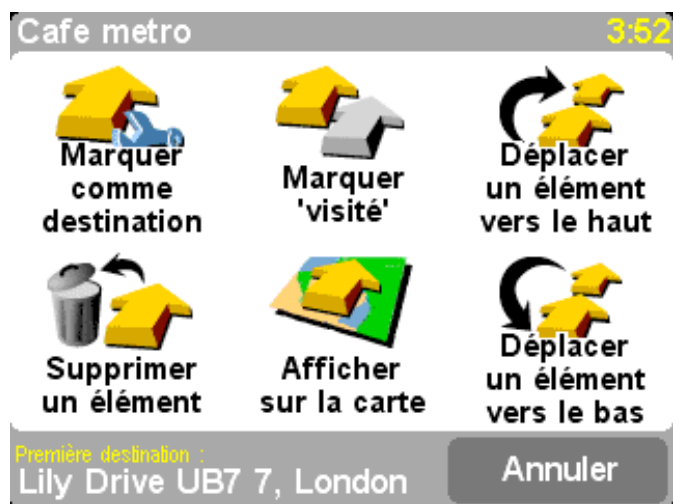 Cafe metro 3:52
Marquer
comme
destination
Marquer
'visité'
Déplacer
un élément
vers le haut
Supprimer
un élément
Afficher
sur la carte
Déplacer
un élément
vers le bas
Première destination :
Lily Drive UB7 7, London
Annuler